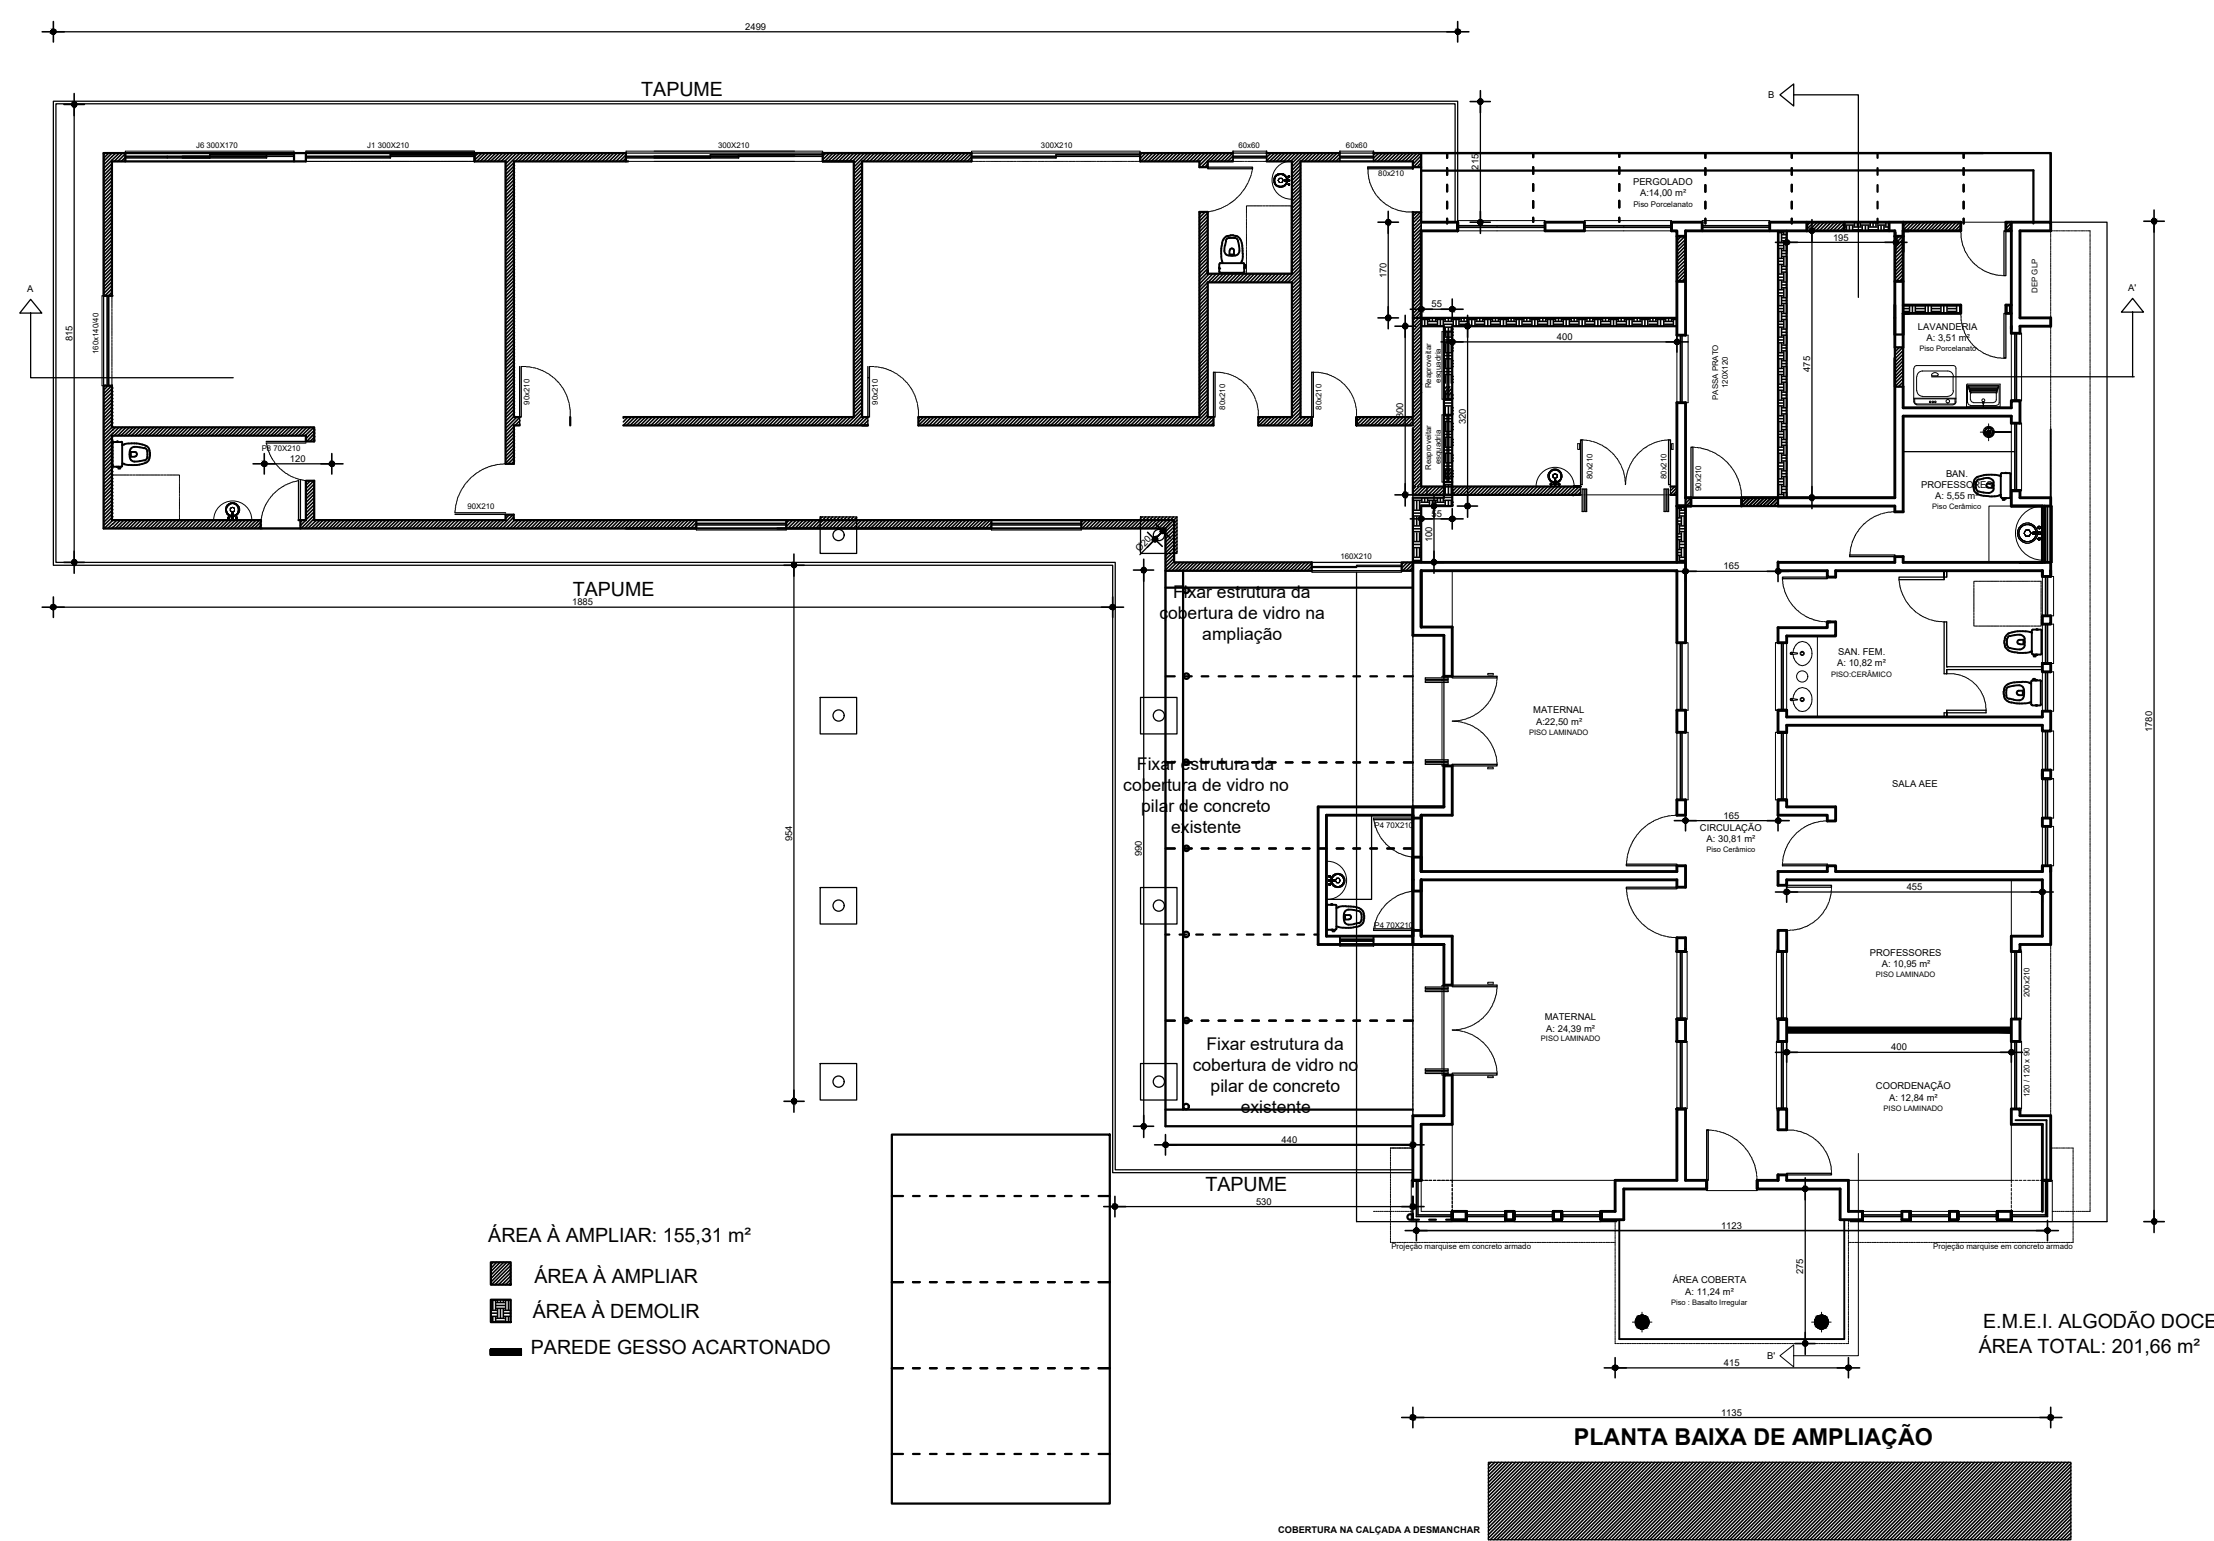 2499
TAPUME
B
J6 300X170
J1 300X210
300X210
300X210
60x60
60x60
80x210
215
PERGOLADO
A:14,00 m²
Piso Porcelanato
195
170
DEP GLP
A
A'
815
160x140/40
55
400
LAVANDERIA
A: 3,51 m²
Piso Porcelanato
Reaproveitar
esquadria
PASSA PRATO
120X120
475
90x210
90x210
80x210
80x210
300
320
Reaproveitar
esquadria
P3 70X210
120
80x210
80x210
90x210
BAN.
PROFESSORES
A: 5,55 m²
Piso Cerâmico
90X210
Ø20
55
100
160X210
165
TAPUME
1885
Fixar estrutura da
cobertura de vidro na
ampliação
SAN. FEM.
A: 10,82 m²
PISO:CERÂMICO
MATERNAL
A:22,50 m²
PISO LAMINADO
1780
Fixar estrutura da
cobertura de vidro no
pilar de concreto
existente
SALA AEE
954
990
P4 70X210
165
CIRCULAÇÃO
A: 30,81 m²
Piso Cerâmico
455
P4 70X210
PROFESSORES
A: 10,95 m²
PISO LAMINADO
200x210
MATERNAL
A: 24,39 m²
PISO LAMINADO
Fixar estrutura da
cobertura de vidro no
pilar de concreto
existente
400
COORDENAÇÃO
A: 12,84 m²
PISO LAMINADO
120 / 120 x 90
440
TAPUME
530
1123
Projeção marquise em concreto armado
Projeção marquise em concreto armado
275
ÁREA COBERTA
A: 11,24 m²
Piso : Basalto Irregular
B'
415
ÁREA À AMPLIAR: 155,31 m²
ÁREA À AMPLIAR
ÁREA À DEMOLIR
PAREDE GESSO ACARTONADO
E.M.E.I. ALGODÃO DOCE
ÁREA TOTAL: 201,66 m²
1135
PLANTA BAIXA DE AMPLIAÇÃO
COBERTURA NA CALÇADA A DESMANCHAR